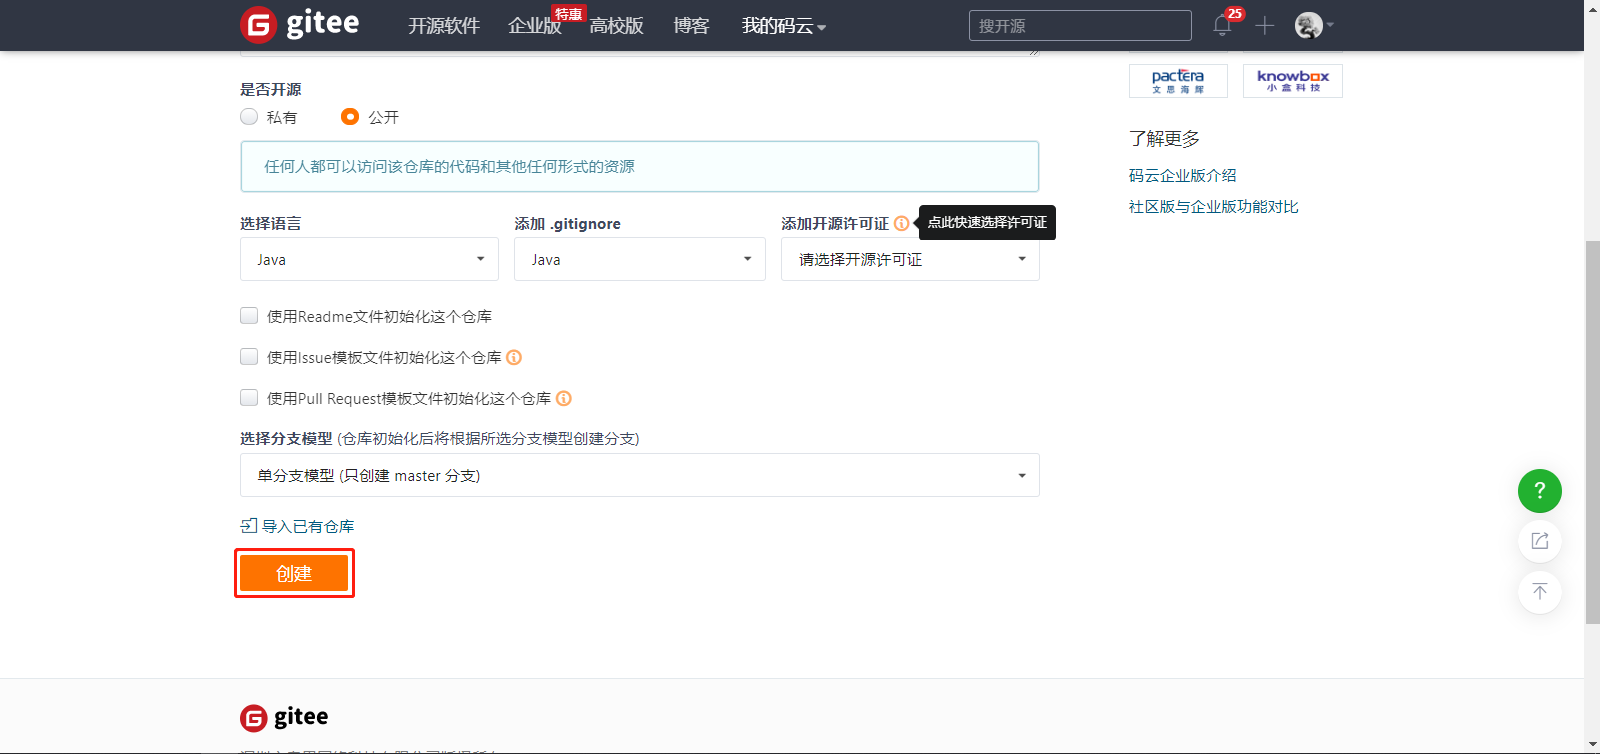 gitee
开源软件
企业版
特惠
高校版
博客
我的码云
搜开源
25
pactera
文思海辉
knowbox
小盒科技
是否开源
私有
公开
任何人都可以访问该仓库的代码和其他任何形式的资源
了解更多
码云企业版介绍
社区版与企业版功能对比
选择语言
添加 .gitignore
添加开源许可证
点此快速选择许可证
Java
Java
请选择开源许可证
使用Readme文件初始化这个仓库
使用Issue模板文件初始化这个仓库
使用Pull Request模板文件初始化这个仓库
选择分支模型 (仓库初始化后将根据所选分支模型创建分支)
单分支模型 (只创建 master 分支)
导入已有仓库
创建
?
gitee